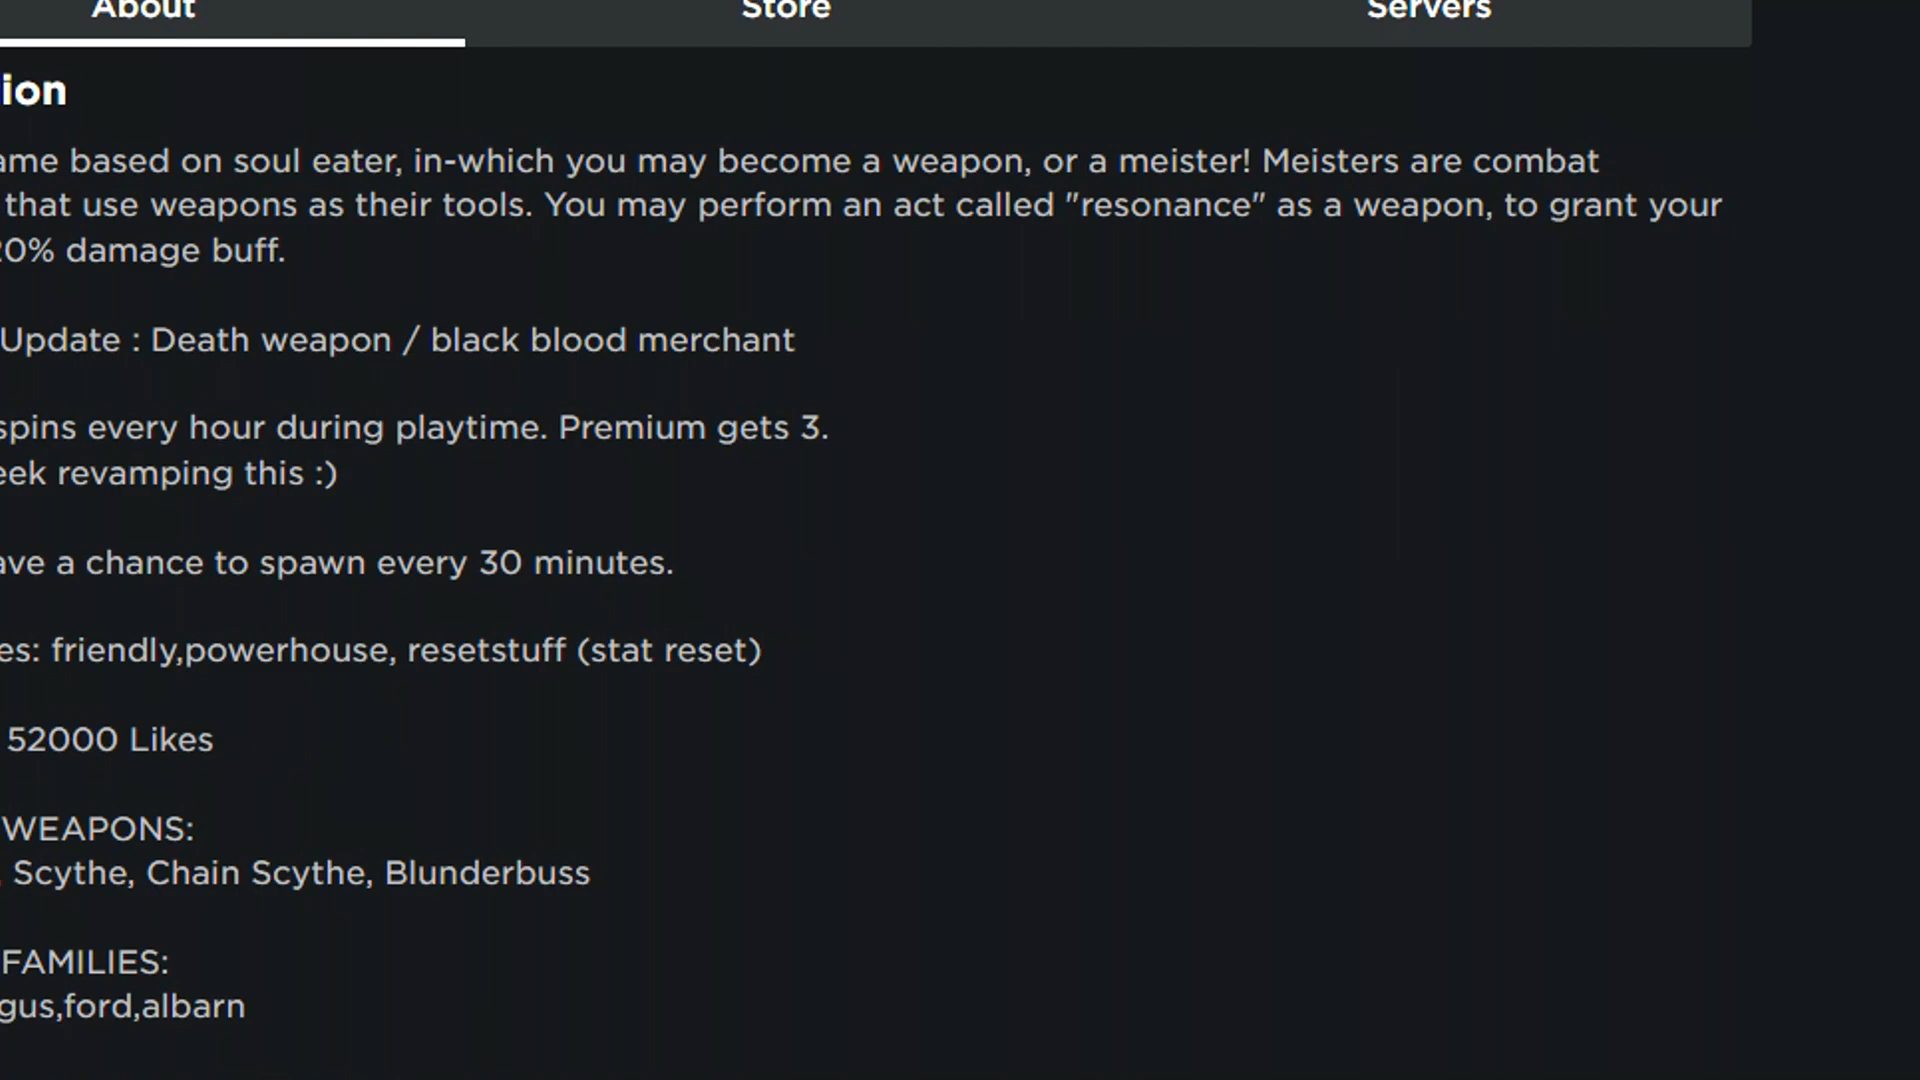 About Store Servers
ion
ame based on soul eater, in-which you may become a weapon, or a meister! Meisters are combat
that use weapons as their tools. You may perform an act called "resonance" as a weapon, to grant your
20% damage buff.
Update : Death weapon / black blood merchant
spins every hour during playtime. Premium gets 3.
eek revamping this :)
ave a chance to spawn every 30 minutes.
es: friendly,powerhouse, resetstuff (stat reset)
52000 Likes
WEAPONS:
, Scythe, Chain Scythe, Blunderbuss
FAMILIES:
gus,ford,albarn